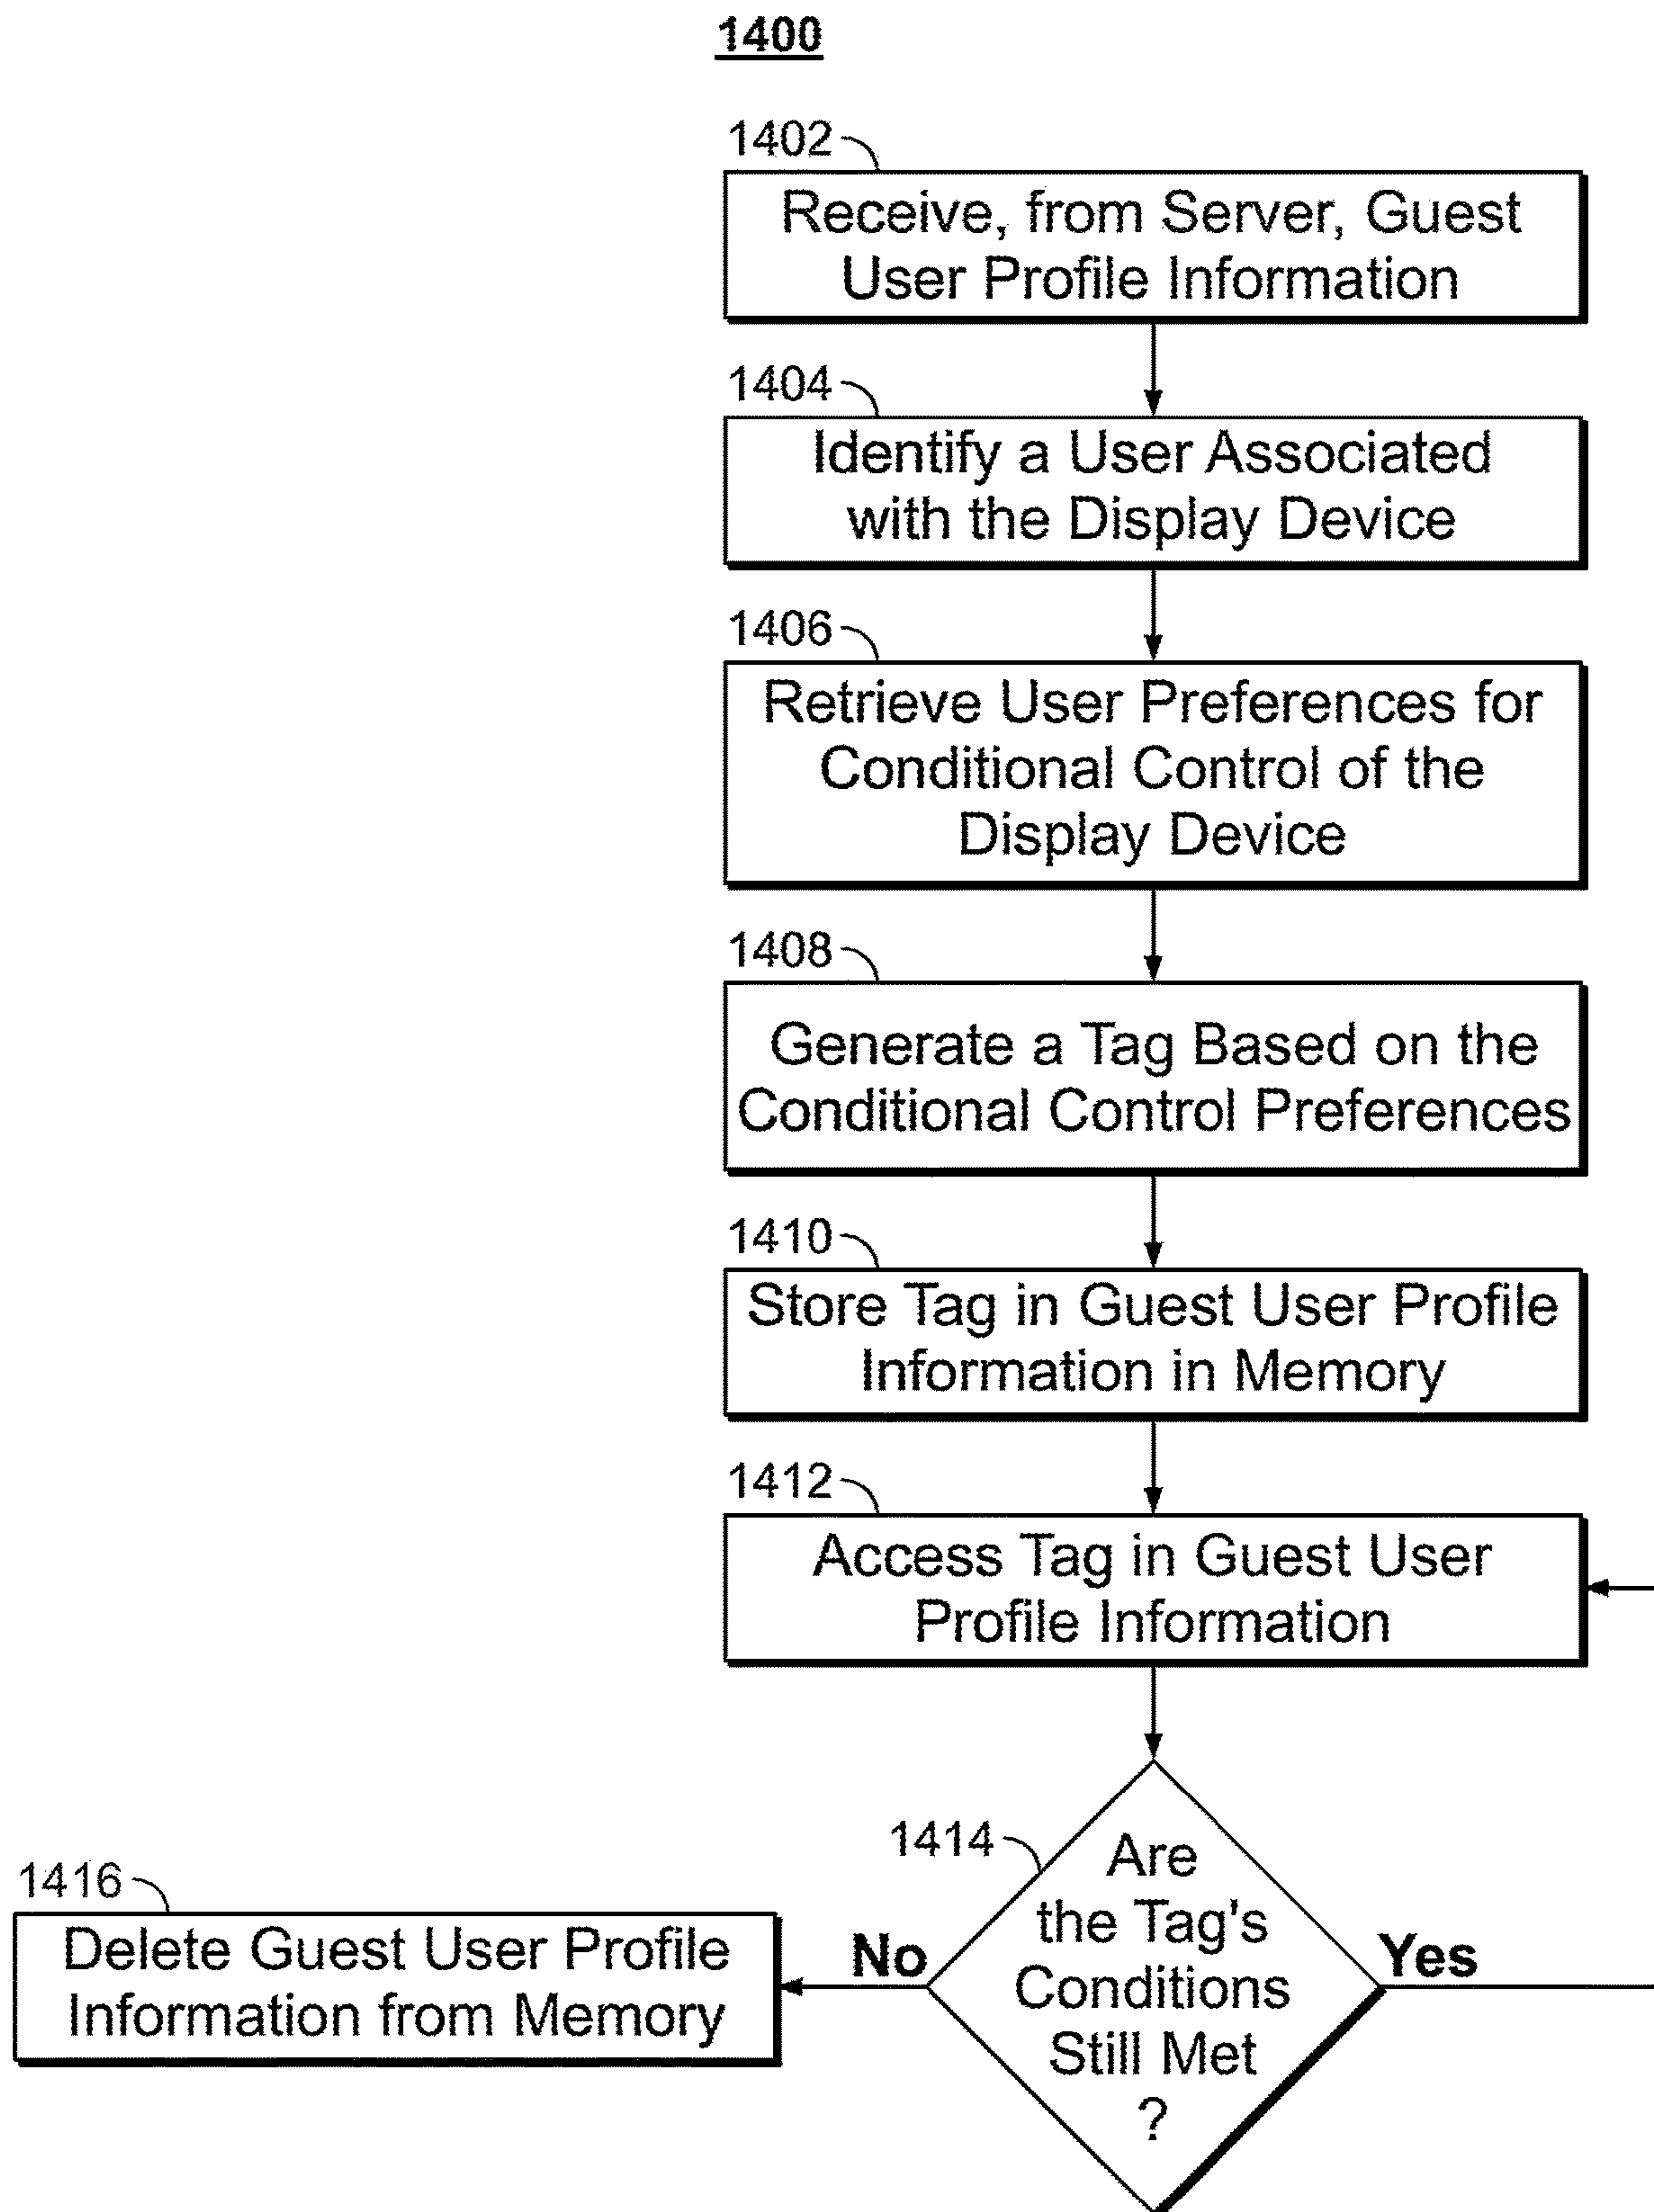 1400
1402
Receive, from Server, Guest
User Profile Information
1404
Identify a User Associated
with the Display Device
1406
Retrieve User Preferences for
Conditional Control of the
Display Device
1408
Generate a Tag Based on the
Conditional Control Preferences
1410
Store Tag in Guest User Profile
Information in Memory
1412
Access Tag in Guest User
Profile Information
1414
Are
the Tag's
Conditions
Still Met
?
No
Yes
1416
Delete Guest User Profile
Information from Memory